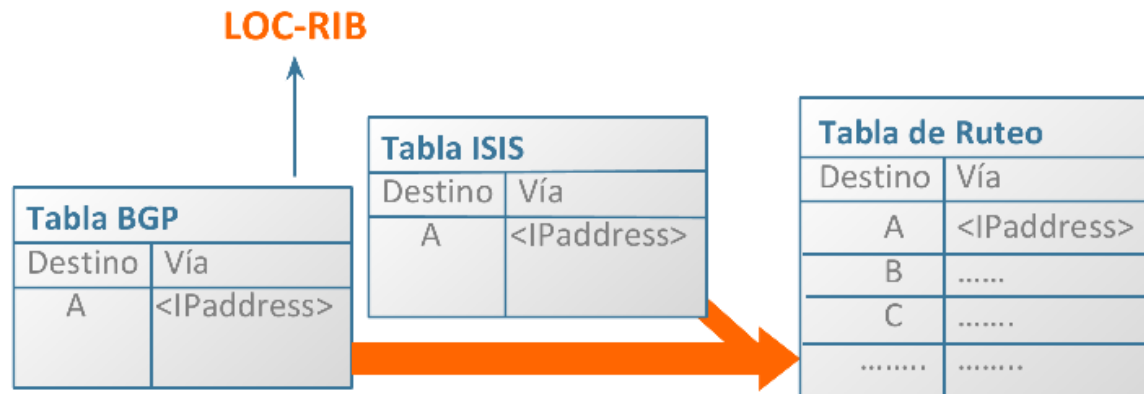 LOC-RIB
Tabla BGP
Destino Vía
A <IPaddress>
Tabla ISIS
Destino Vía
A <IPaddress>
Tabla de Ruteo
Destino Vía
A <IPaddress>
B ......
C .......
........ ........